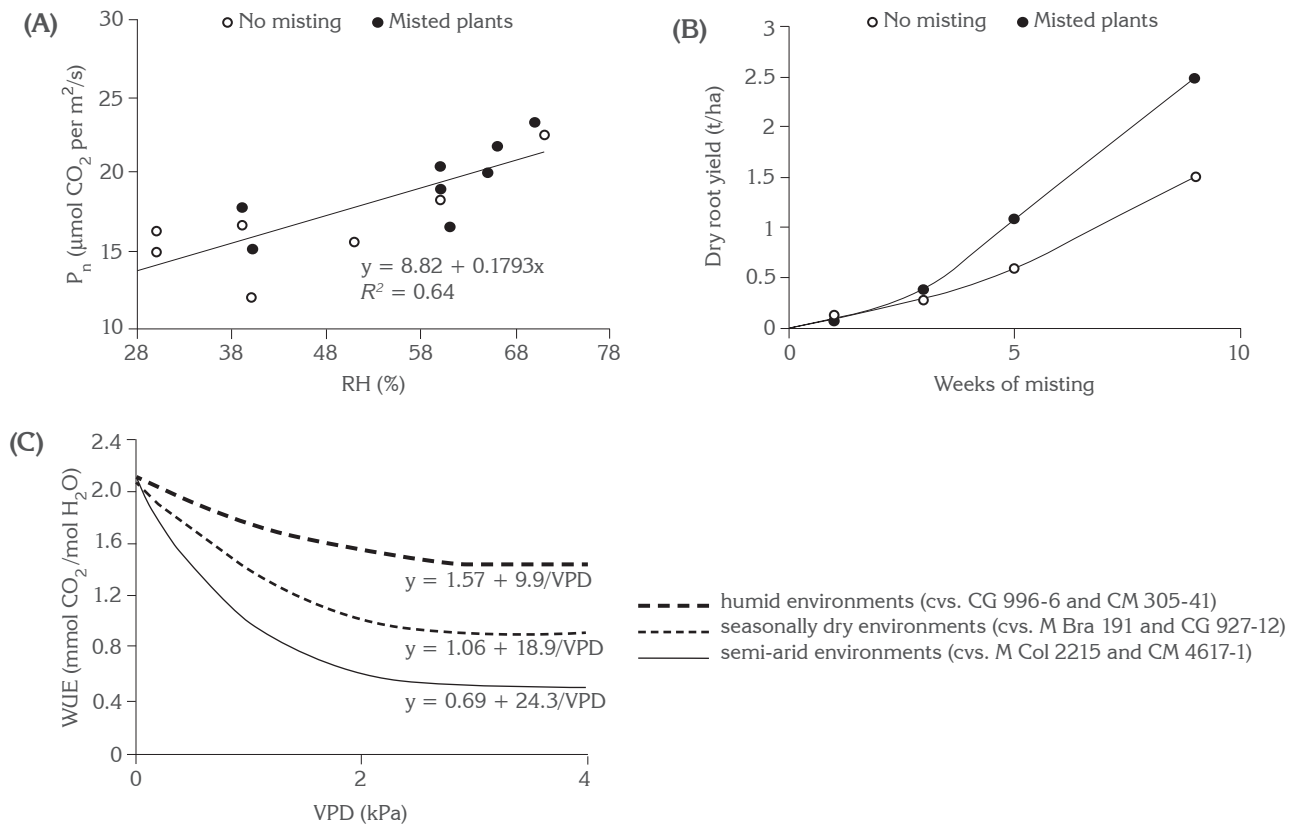 (A)
No misting
Misted plants
30
25
20
15
10
P_n (μmol CO₂ per m²/s)
y = 8.82 + 0.1793x
R² = 0.64
28 38 48 58 68 78
RH (%)
(B)
No misting
Misted plants
3
2.5
2
1.5
1
0.5
0
Dry root yield (t/ha)
0 5 10
Weeks of misting
(C)
2.4
2.0
1.6
1.2
0.8
0.4
0
WUE (mmol CO₂/mol H₂O)
y = 1.57 + 9.9/VPD
y = 1.06 + 18.9/VPD
y = 0.69 + 24.3/VPD
0 2 4
VPD (kPa)
humid environments (cvs. CG 996-6 and CM 305-41)
seasonally dry environments (cvs. M Bra 191 and CG 927-12)
semi-arid environments (cvs. M Col 2215 and CM 4617-1)